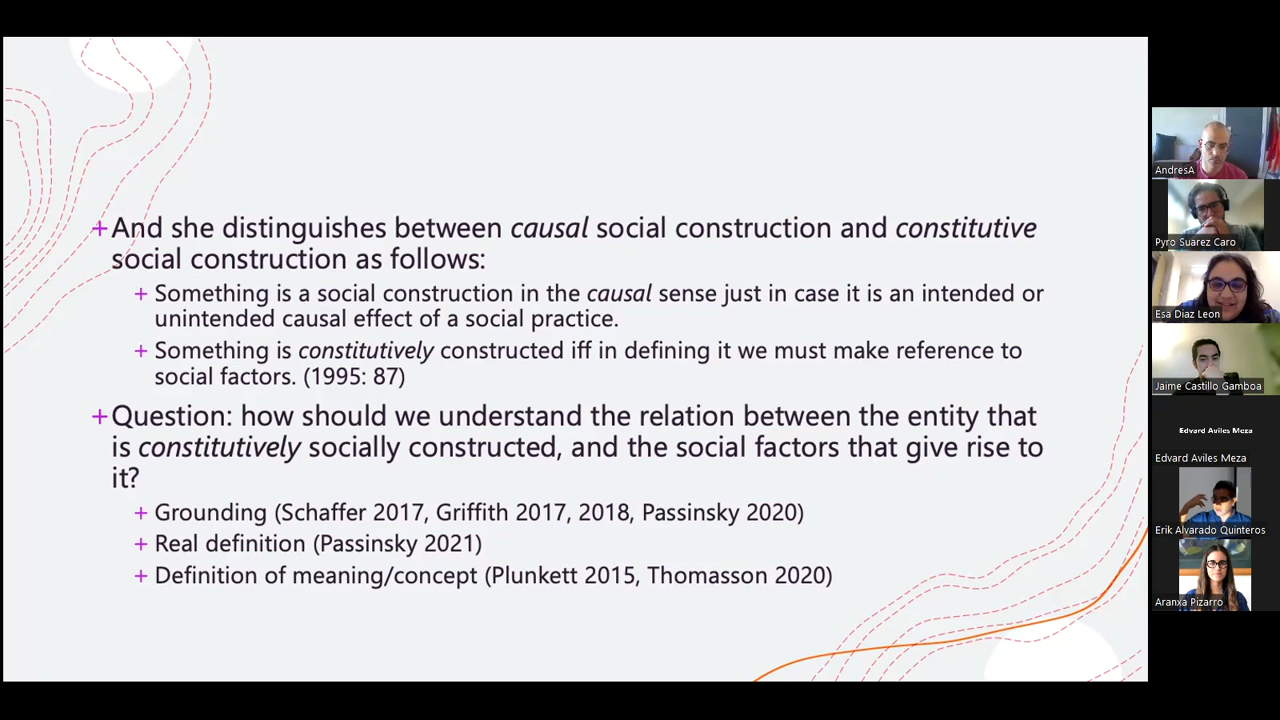 +And she distinguishes between causal social construction and constitutive
social construction as follows:
+ Something is a social construction in the causal sense just in case it is an intended or
unintended causal effect of a social practice.
+ Something is constitutively constructed iff in defining it we must make reference to
social factors. (1995: 87)
+Question: how should we understand the relation between the entity that
is constitutively socially constructed, and the social factors that give rise to
it?
+ Grounding (Schaffer 2017, Griffith 2017, 2018, Passinsky 2020)
+ Real definition (Passinsky 2021)
+ Definition of meaning/concept (Plunkett 2015, Thomasson 2020)
AndresA
Pyro Suarez Caro
Esa Diaz Leon
Jaime Castillo Gamboa
Edvard Aviles Meza
Edvard Aviles Meza
Erik Alvarado Quinteros
Aranxa Pizarro